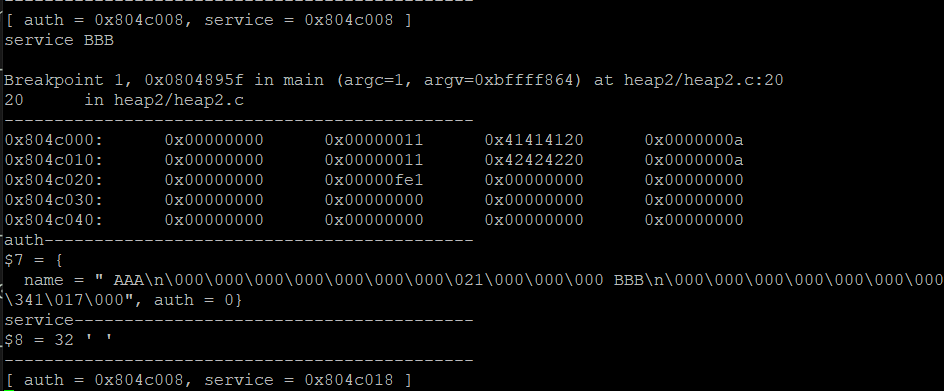 -----------------------------------------------
[ auth = 0x804c008, service = 0x804c008 ]
service BBB
Breakpoint 1, 0x0804895f in main (argc=1, argv=0xbffff864) at heap2/heap2.c:20
20      in heap2/heap2.c
-----------------------------------------------
0x804c000:      0x00000000      0x00000011      0x41414120      0x0000000a
0x804c010:      0x00000000      0x00000011      0x42424220      0x0000000a
0x804c020:      0x00000000      0x00000fe1      0x00000000      0x00000000
0x804c030:      0x00000000      0x00000000      0x00000000      0x00000000
0x804c040:      0x00000000      0x00000000      0x00000000      0x00000000
auth-------------------------------------------
$7 = {
  name = " AAA\n\000\000\000\000\000\000\000\021\000\000\000 BBB\n\000\000\000\000\000\000\000
\341\017\000", auth = 0}
service----------------------------------------
$8 = 32 ' '
-----------------------------------------------
[ auth = 0x804c008, service = 0x804c018 ]